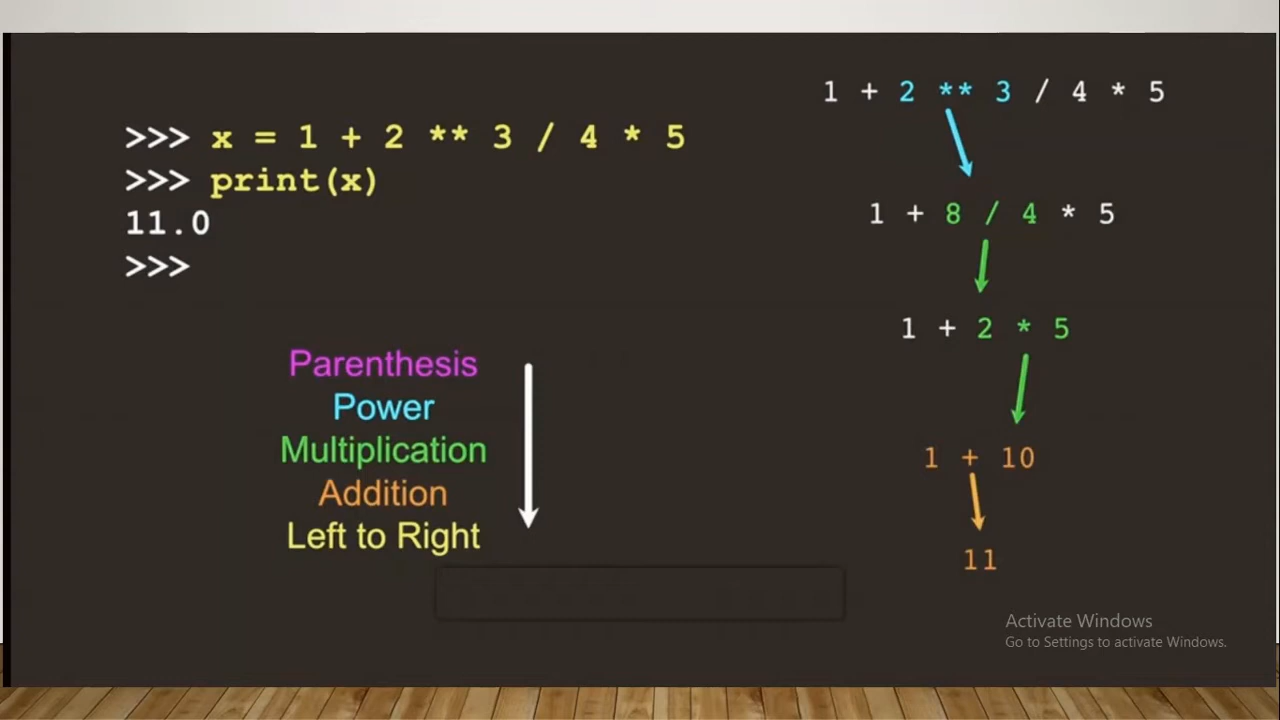 >>> x = 1 + 2 ** 3 / 4 * 5
>>> print(x)
11.0
>>>
Parenthesis
Power
Multiplication
Addition
Left to Right
1 + 2 ** 3 / 4 * 5
1 + 8 / 4 * 5
1 + 2 * 5
1 + 10
11
Activate Windows
Go to Settings to activate Windows.